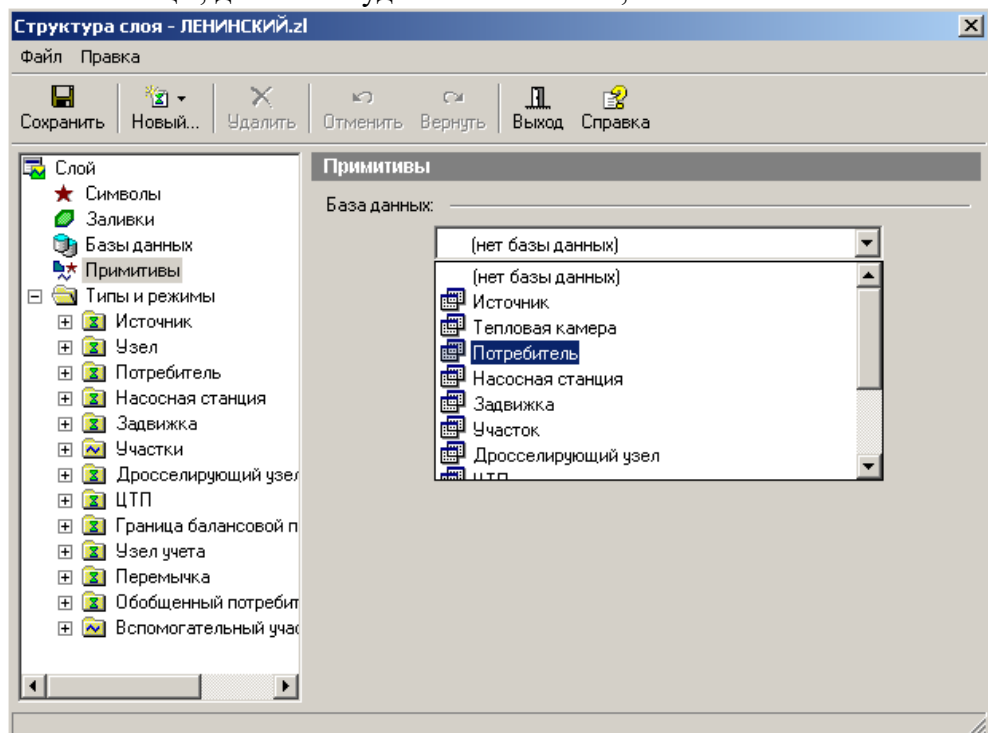 Структура слоя - ЛЕНИНСКИЙ.zl
Файл Правка
Сохранить Новый... Удалить Отменить Вернуть Выход Справка
Слой
Символы
Заливки
Базы данных
Примитивы
Типы и режимы
Источник
Узел
Потребитель
Насосная станция
Задвижка
Участки
Дросселирующий узел
ЦТП
Граница балансовой п
Узел учета
Перемычка
Обобщенный потребит
Вспомогательный учас
Примитивы
База данных:
(нет базы данных)
(нет базы данных)
Источник
Тепловая камера
Потребитель
Насосная станция
Задвижка
Участок
Дросселирующий узел
ЦТП